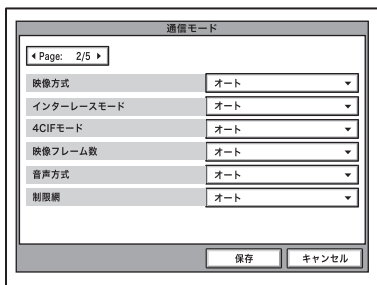 通信モード
Page: 2/5
映像方式 オート
インターレースモード オート
4CIFモード オート
映像フレーム数 オート
音声方式 オート
制限網 オート
保存 キャンセル